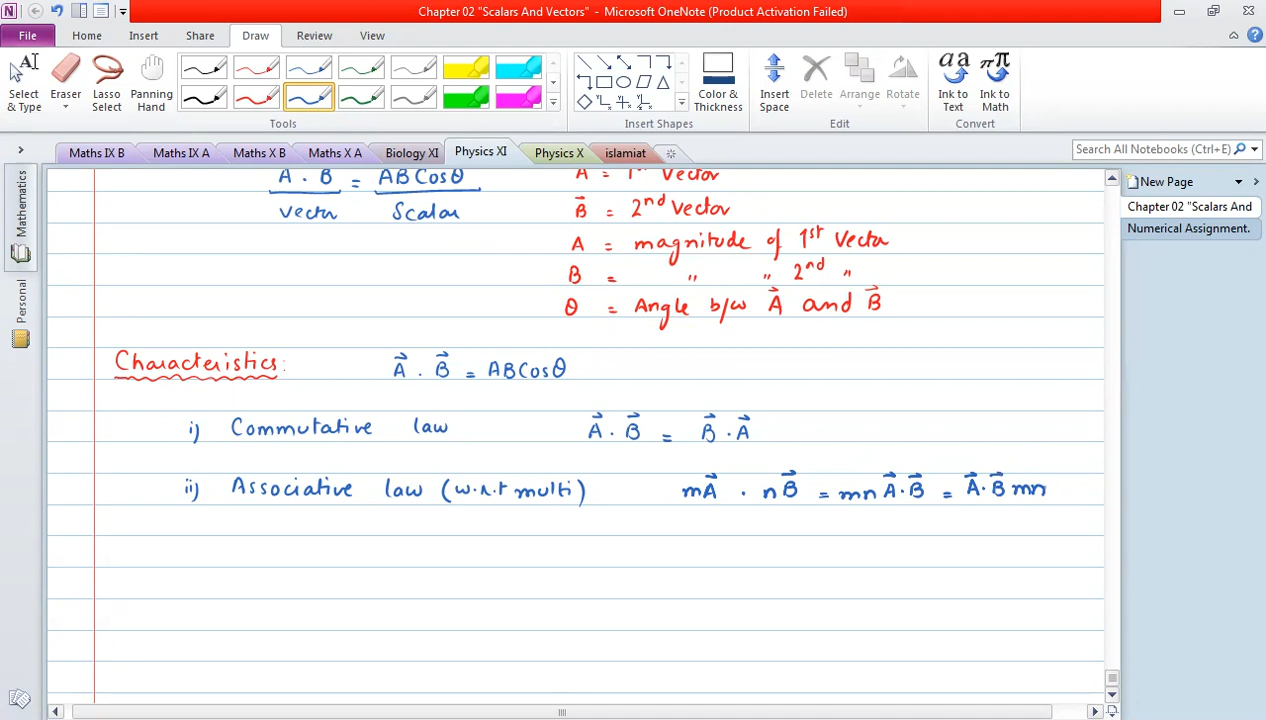 Chapter 02 "Scalars And Vectors" - Microsoft OneNote (Product Activation Failed)
File Home Insert Share Draw Review View
Select & Type Eraser Lasso Select Panning Hand Color & Thickness Insert Space Delete Arrange Rotate Ink to Text Ink to Math
Tools Insert Shapes Edit Convert
Maths IX B Maths IX A Maths X B Maths X A Biology XI Physics XI Physics X islamiat Search All Notebooks (Ctrl+E)
New Page
Chapter 02 "Scalars And
Numerical Assignment.
Mathematics
Personal
A . B = ABCosθ
Vector Scalar
A = 1st Vector
B⃗ = 2nd Vector
A = magnitude of 1st Vector
B = " " 2nd "
θ = Angle b/w A⃗ and B⃗
Characteristics: A⃗ . B⃗ = ABCosθ
i) Commutative law A⃗ . B⃗ = B⃗ . A⃗
ii) Associative law (w.r.t multi) mA⃗ . nB⃗ = mn A⃗.B⃗ = A⃗.B⃗ mn